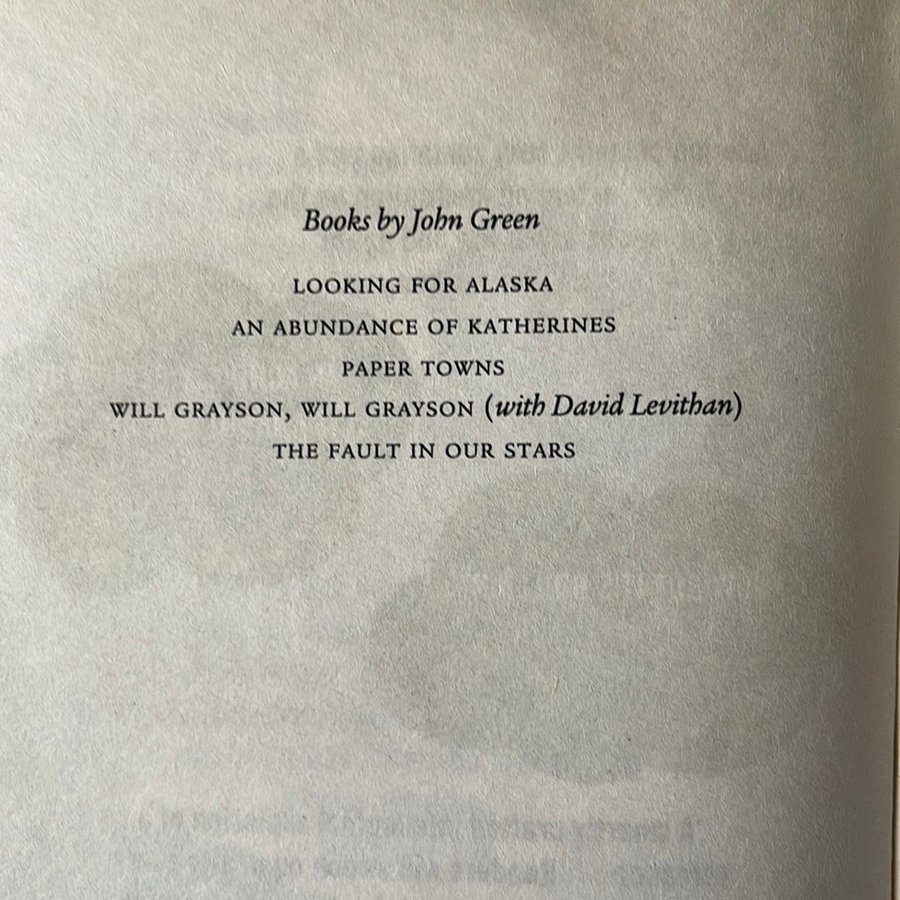 Books by John Green
LOOKING FOR ALASKA
AN ABUNDANCE OF KATHERINES
PAPER TOWNS
WILL GRAYSON, WILL GRAYSON (with David Levithan)
THE FAULT IN OUR STARS